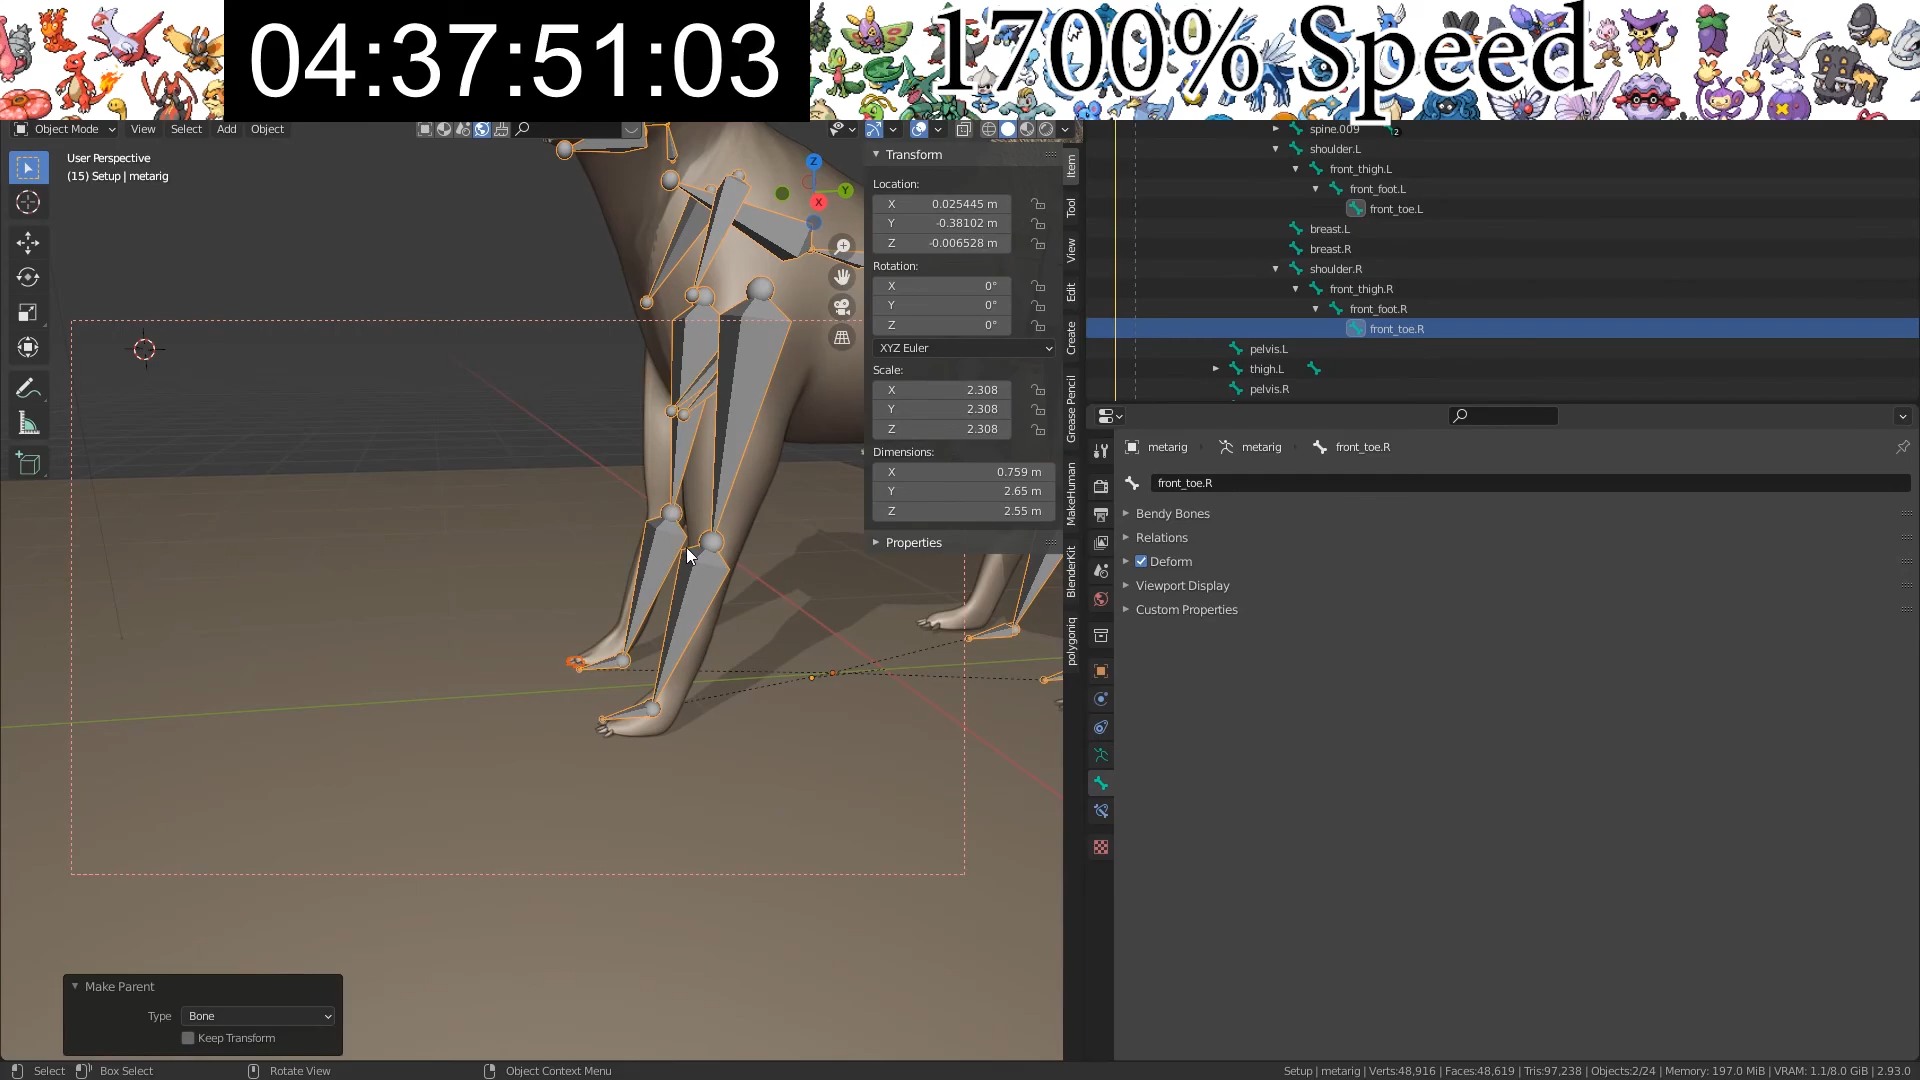 04:37:51:03
1700% Speed
Object Mode
View
Select
Add
Object
User Perspective
(15) Setup | metarig
Z
Y
X
Transform
Location:
X 0.025445 m
Y -0.38102 m
Z -0.006528 m
Rotation:
X 0°
Y 0°
Z 0°
XYZ Euler
Scale:
X 2.308
Y 2.308
Z 2.308
Dimensions:
X 0.759 m
Y 2.65 m
Z 2.55 m
Properties
Item
Tool
View
Edit
Create
Grease Pencil
MakeHuman
BlenderKit
polygoniq
spine.009
2
shoulder.L
front_thigh.L
front_foot.L
front_toe.L
breast.L
breast.R
shoulder.R
front_thigh.R
front_foot.R
front_toe.R
pelvis.L
thigh.L
pelvis.R
metarig
metarig
front_toe.R
front_toe.R
Bendy Bones
Relations
Deform
Viewport Display
Custom Properties
Make Parent
Type Bone
Keep Transform
Select
Box Select
Rotate View
Object Context Menu
Setup | metarig | Verts:48,916 | Faces:48,619 | Tris:97,238 | Objects:2/24 | Memory: 197.0 MiB | VRAM: 1.1/8.0 GiB | 2.93.0